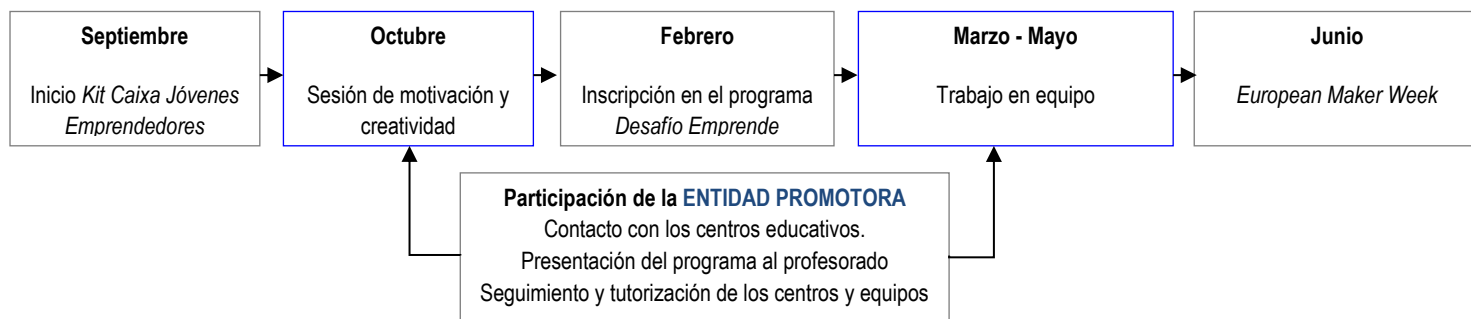 Septiembre
Inicio Kit Caixa Jóvenes
Emprendedores
Octubre
Sesión de motivación y
creatividad
Febrero
Inscripción en el programa
Desafío Emprende
Marzo - Mayo
Trabajo en equipo
Junio
European Maker Week
Participación de la ENTIDAD PROMOTORA
Contacto con los centros educativos.
Presentación del programa al profesorado
Seguimiento y tutorización de los centros y equipos